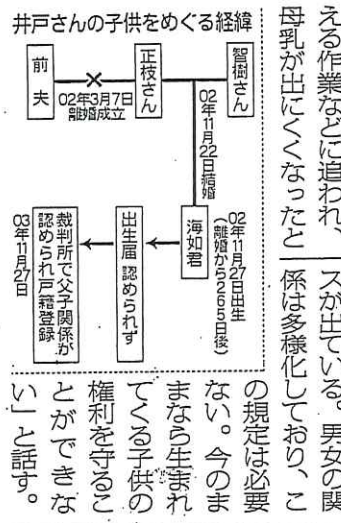 える作業などに追われ、
母乳が出にくくなったと
スが出ている。男女の関
係は多様化しており、こ
の規定は必要
ない。今のま
まなら生まれ
てくる子供の
権利を守るこ
とができな
い」と話す。
井戸さんの子供をめぐる経緯
智樹さん
正枝さん
前夫
02年11月22日結婚
02年3月7日
離婚成立
海如君
02年11月27日出生
(離婚から265日後)
出生届 認められず
裁判所で父子関係が
認められ戸籍登録
03年11月27日